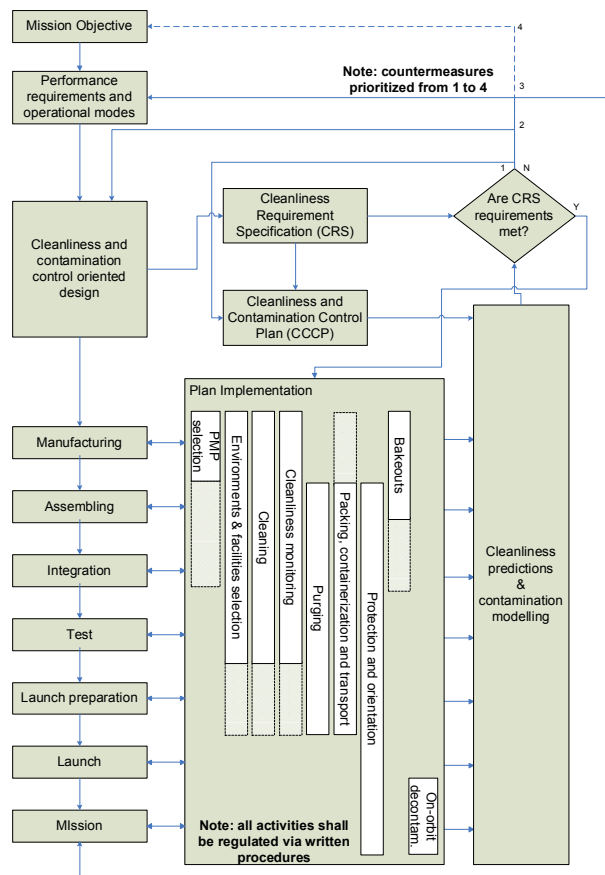 Mission Objective
4
Note: countermeasures
prioritized from 1 to 4
3
Performance
requirements and
operational modes
2
1
N
Are CRS
requirements
met?
Y
Cleanliness
Requirement
Specification (CRS)
Cleanliness and
contamination
control oriented
design
Cleanliness and
Contamination Control
Plan (CCCP)
Plan Implementation
PMP
selection
Environments & facilities selection
Cleaning
Cleanliness monitoring
Purging
Packing, containerization and transport
Protection and orientation
Bakeouts
On-orbit
decontam.
Note: all activities shall
be regulated via written
procedures
Manufacturing
Assembling
Integration
Test
Launch preparation
Launch
MIssion
Cleanliness
predictions
&
contamination
modelling